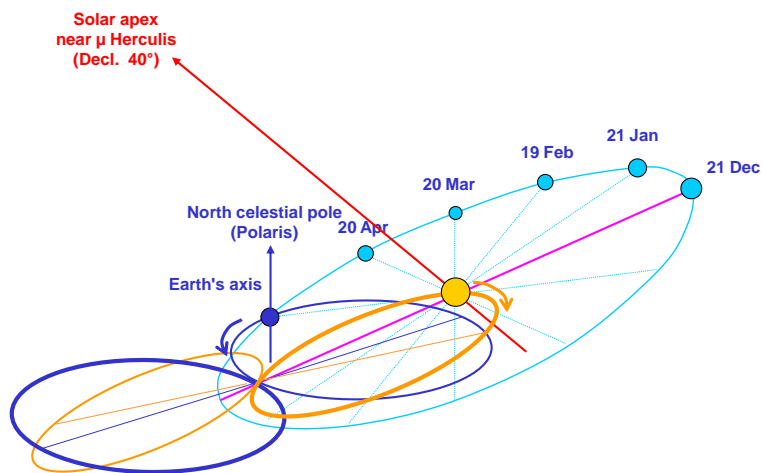 Solar apex
near μ Herculis
(Decl. 40°)
21 Jan
19 Feb
21 Dec
20 Mar
North celestial pole
(Polaris)
20 Apr
Earth's axis